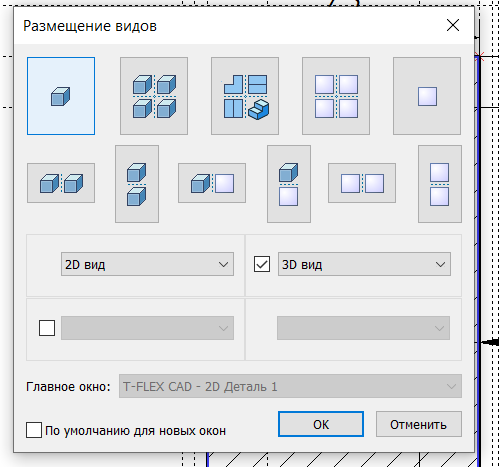 Размещение видов
2D вид
3D вид
Главное окно:
T-FLEX CAD - 2D Деталь 1
По умолчанию для новых окон
OK
Отменить